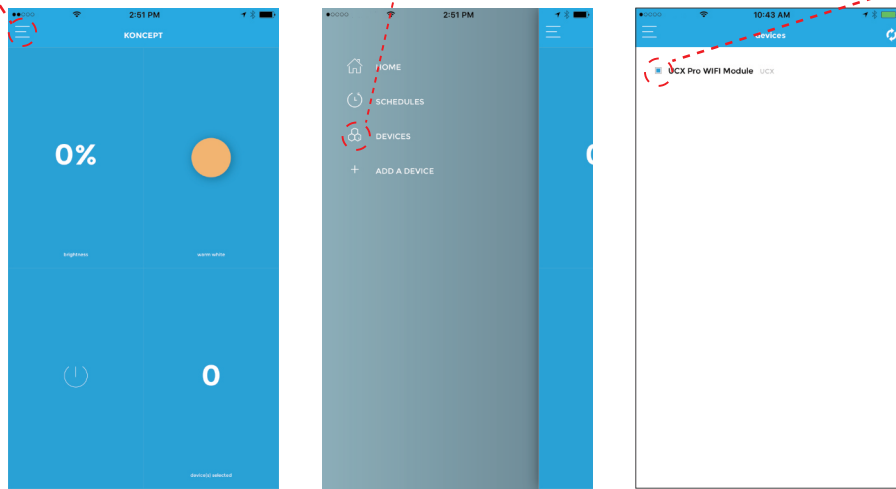 2:51 PM
KONCEPT
0%
brightness
warm white
0
device(s) selected
2:51 PM
HOME
SCHEDULES
DEVICES
+ ADD A DEVICE
10:43 AM
devices
UCX Pro WIFI Module UCX